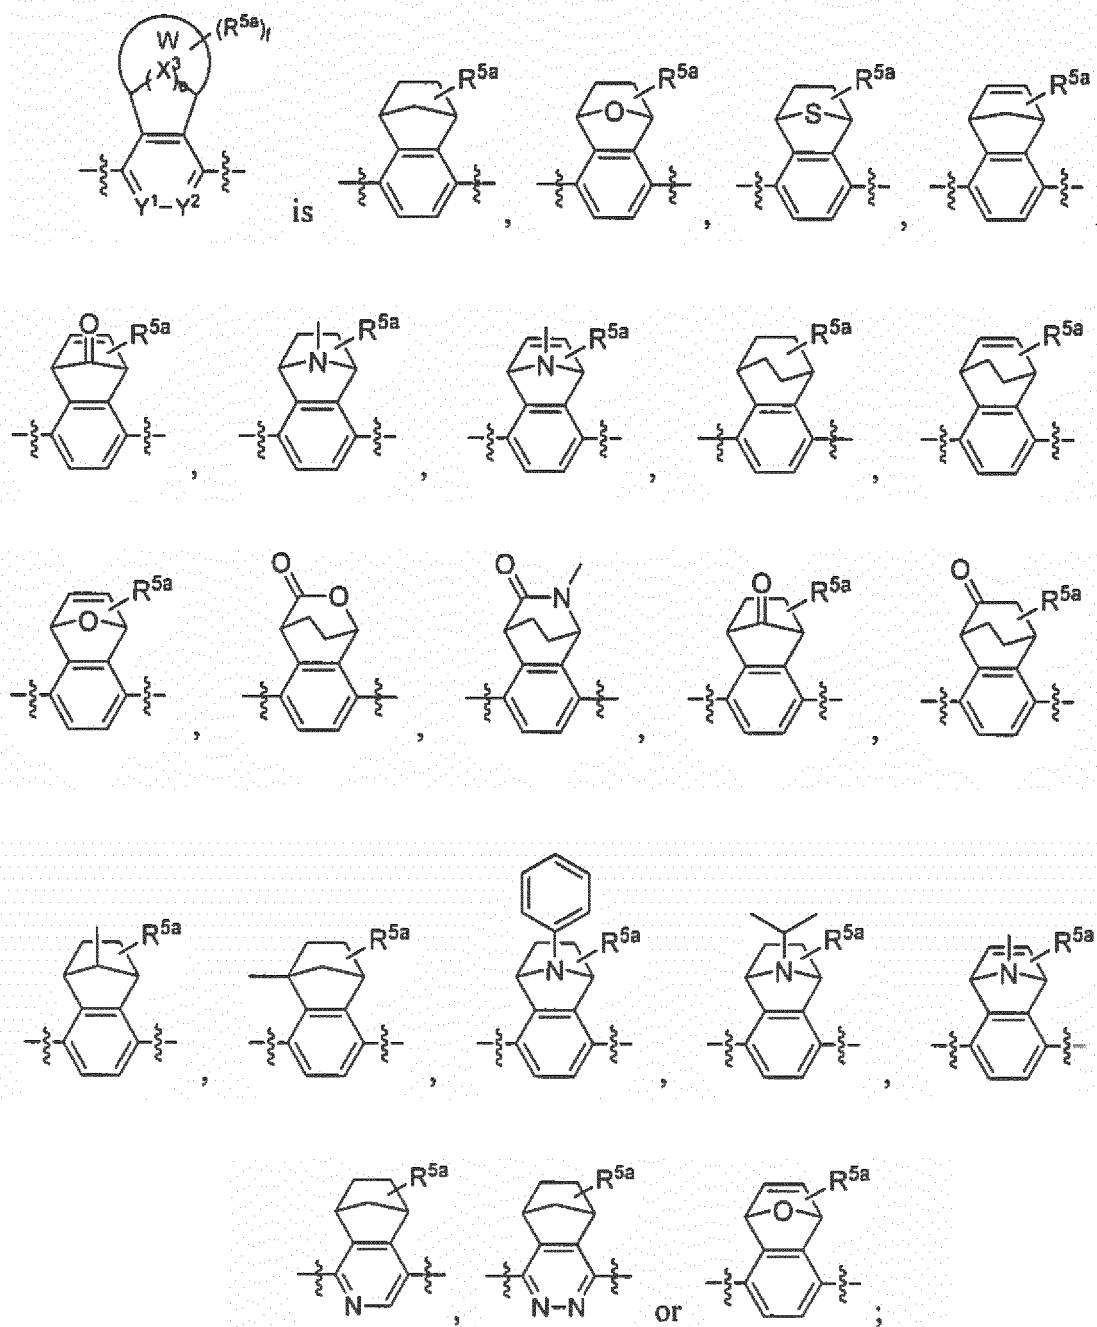 W (R5a)f
(X3)e
Y1–Y2 is R5a , O R5a , S R5a , R5a ,
O R5a , N R5a , N R5a , R5a , R5a
O R5a , O O , O N , O R5a , O R5a
R5a , R5a , N R5a , N R5a , N R5a
N R5a , N–N R5a or O R5a ;